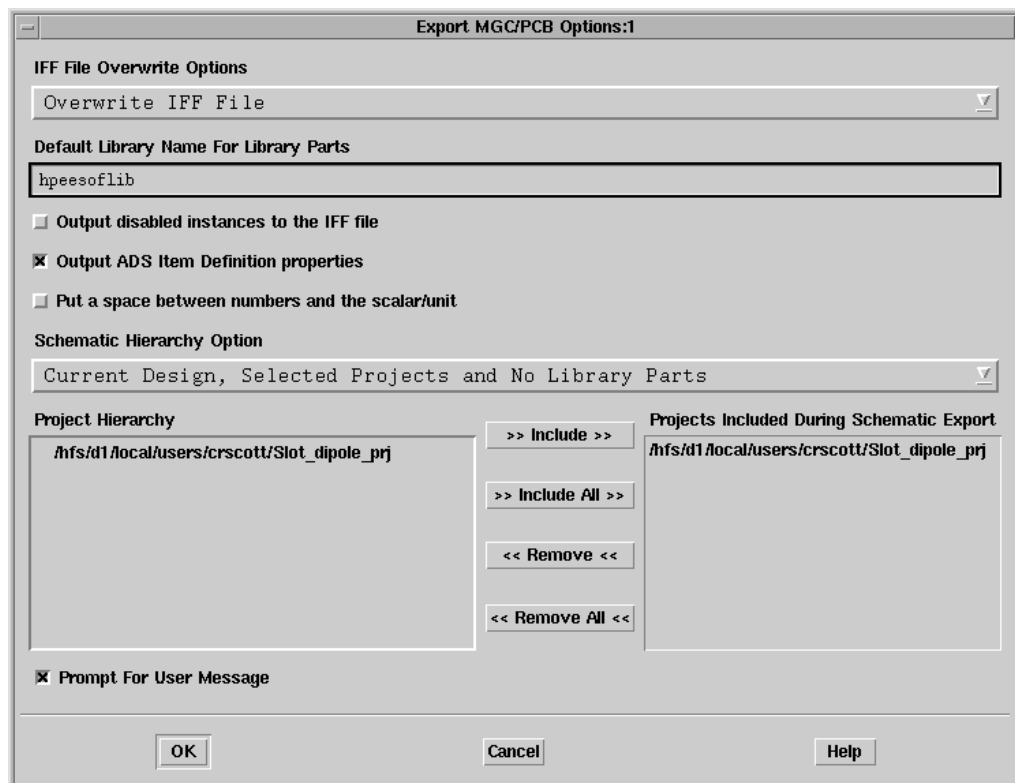 Export MGC/PCB Options:1
IFF File Overwrite Options
Overwrite IFF File
Default Library Name For Library Parts
hpeesoflib
Output disabled instances to the IFF file
Output ADS Item Definition properties
Put a space between numbers and the scalar/unit
Schematic Hierarchy Option
Current Design, Selected Projects and No Library Parts
Project Hierarchy
/hfs/d1/local/users/crscott/Slot_dipole_prj
>> Include >>
>> Include All >>
<< Remove <<
<< Remove All <<
Projects Included During Schematic Export
/hfs/d1/local/users/crscott/Slot_dipole_prj
Prompt For User Message
OK
Cancel
Help